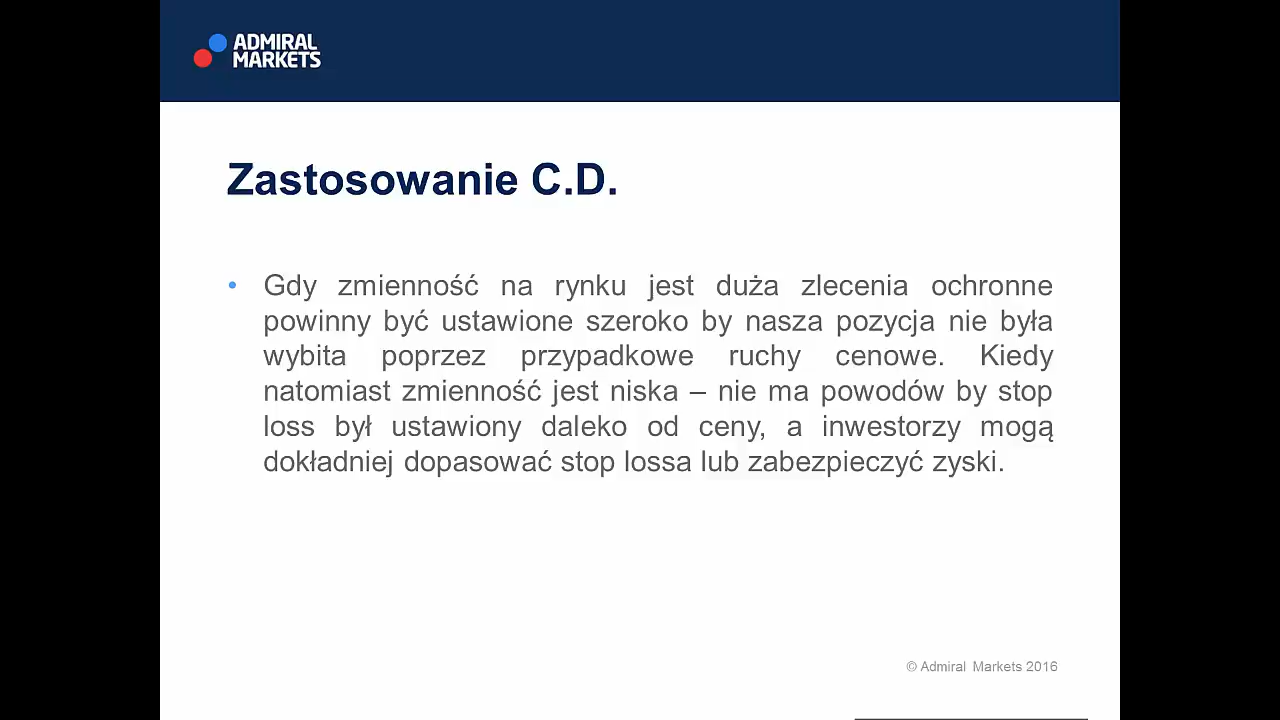 ADMIRAL
MARKETS
Zastosowanie C.D.
• Gdy zmienność na rynku jest duża zlecenia ochronne
powinny być ustawione szeroko by nasza pozycja nie była
wybita poprzez przypadkowe ruchy cenowe. Kiedy
natomiast zmienność jest niska – nie ma powodów by stop
loss był ustawiony daleko od ceny, a inwestorzy mogą
dokładniej dopasować stop lossa lub zabezpieczyć zyski.
© Admiral Markets 2016